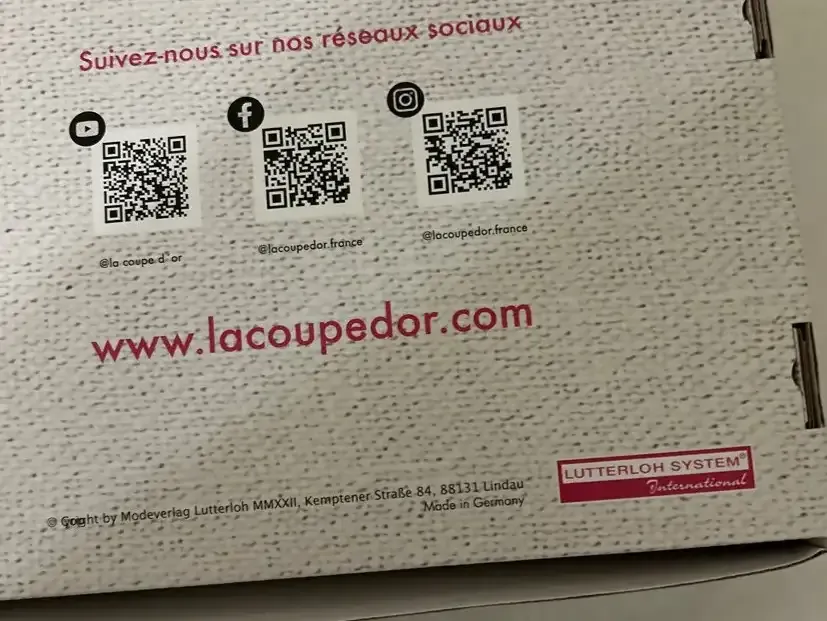 Suivez-nous sur nos réseaux sociaux
@la coupe d'or
@lacoupedor.france
@lacoupedor.france
www.lacoupedor.com
© by Modeverlag Lutterloh MMXXII, Kemptener Straße 84, 88131 Lindau
Made in Germany
LUTTERLOH SYSTEM®
International